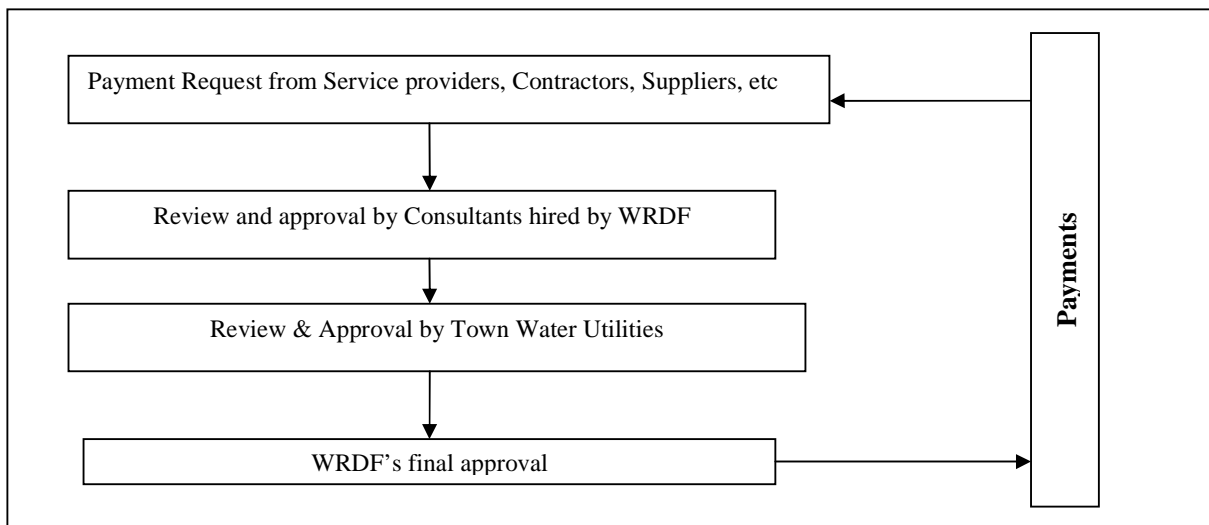 Payment Request from Service providers, Contractors, Suppliers, etc
Review and approval by Consultants hired by WRDF
Review & Approval by Town Water Utilities
WRDF’s final approval
Payments